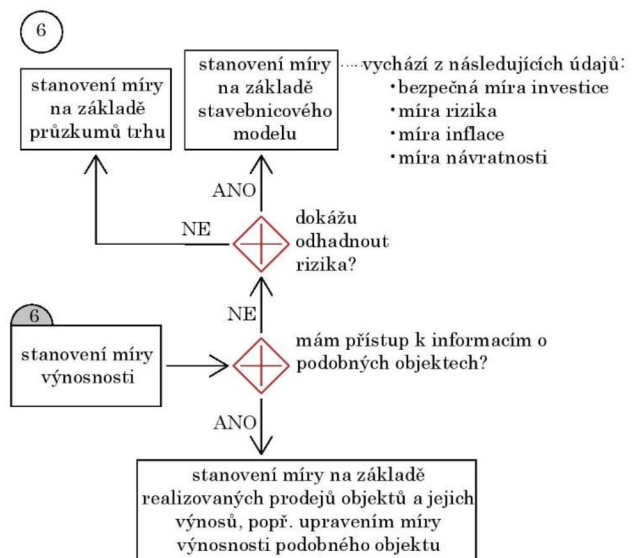 6
stanovení míry
na základě
průzkumů trhu
stanovení míry
na základě
stavebnicového
modelu
vychází z následujících údajů:
•bezpečná míra investice
•míra rizika
•míra inflace
•míra návratnosti
ANO
NE
dokážu
odhadnout
rizika?
NE
6
stanovení míry
výnosnosti
mám přístup k informacím o
podobných objektech?
ANO
stanovení míry na základě
realizovaných prodejů objektů a jejich
výnosů, popř. upravením míry
výnosnosti podobného objektu